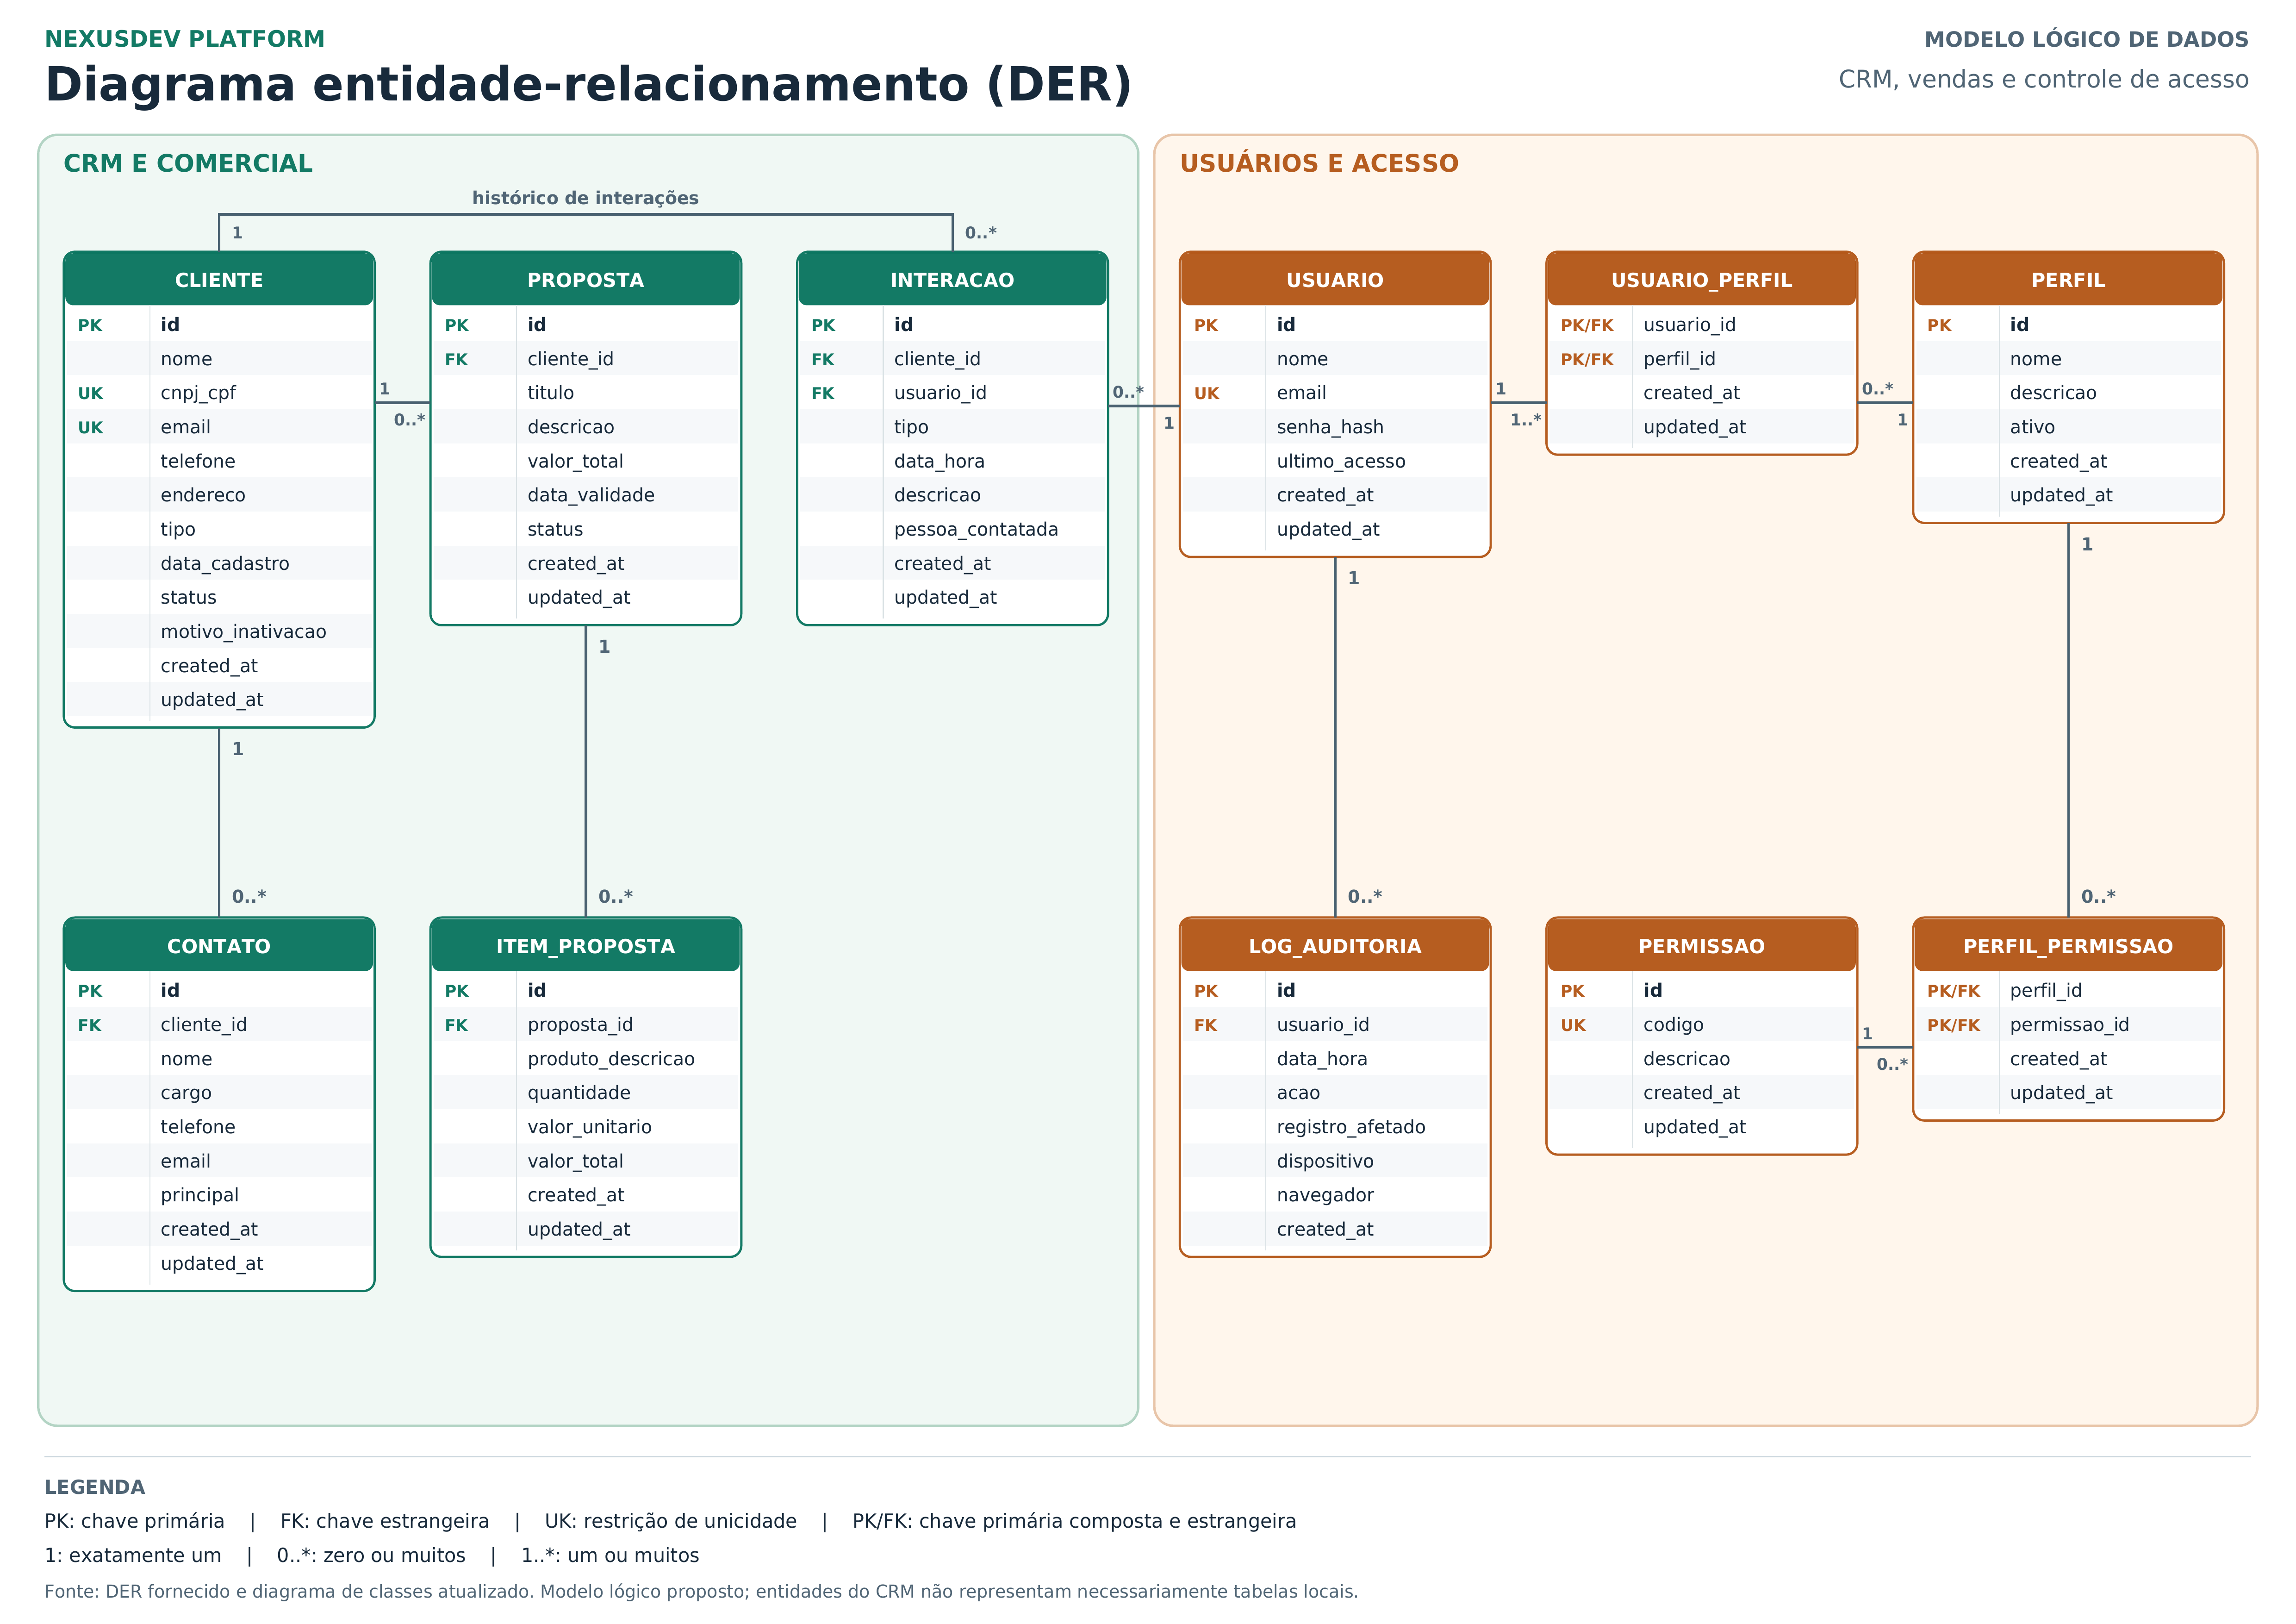 NEXUSDEV PLATFORM
Diagrama entidade-relacionamento (DER)
MODELO LÓGICO DE DADOS
CRM, vendas e controle de acesso
CRM E COMERCIAL
histórico de interações
1
0..*
CLIENTE
PK id
nome
UK cnpj_cpf
UK email
telefone
endereco
tipo
data_cadastro
status
motivo_inativacao
created_at
updated_at
1
0..*
PROPOSTA
PK id
FK cliente_id
titulo
descricao
valor_total
data_validade
status
created_at
updated_at
INTERACAO
PK id
FK cliente_id
FK usuario_id
tipo
data_hora
descricao
pessoa_contatada
created_at
updated_at
0..*
1
1
0..*
1
0..*
CONTATO
PK id
FK cliente_id
nome
cargo
telefone
email
principal
created_at
updated_at
ITEM_PROPOSTA
PK id
FK proposta_id
produto_descricao
quantidade
valor_unitario
valor_total
created_at
updated_at
USUÁRIOS E ACESSO
USUARIO
PK id
nome
UK email
senha_hash
ultimo_acesso
created_at
updated_at
1
1..*
USUARIO_PERFIL
PK/FK usuario_id
PK/FK perfil_id
created_at
updated_at
0..*
1
PERFIL
PK id
nome
descricao
ativo
created_at
updated_at
1
0..*
1
0..*
LOG_AUDITORIA
PK id
FK usuario_id
data_hora
acao
registro_afetado
dispositivo
navegador
created_at
PERMISSAO
PK id
UK codigo
descricao
created_at
updated_at
1
0..*
PERFIL_PERMISSAO
PK/FK perfil_id
PK/FK permissao_id
created_at
updated_at
LEGENDA
PK: chave primária | FK: chave estrangeira | UK: restrição de unicidade | PK/FK: chave primária composta e estrangeira
1: exatamente um | 0..*: zero ou muitos | 1..*: um ou muitos
Fonte: DER fornecido e diagrama de classes atualizado. Modelo lógico proposto; entidades do CRM não representam necessariamente tabelas locais.